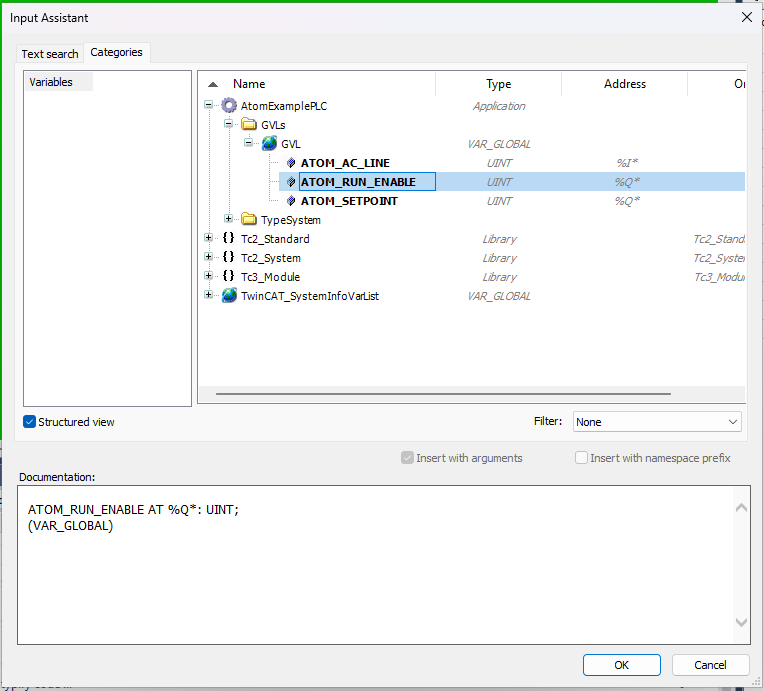 Input Assistant
Text search Categories
Variables
Name Type Address
AtomExamplePLC Application
GVLs
GVL VAR_GLOBAL
ATOM_AC_LINE UINT %I*
ATOM_RUN_ENABLE UINT %Q*
ATOM_SETPOINT UINT %Q*
TypeSystem
{} Tc2_Standard Library Tc2_Stand
{} Tc2_System Library Tc2_Syste
{} Tc3_Module Library Tc3_Modu
TwinCAT_SystemInfoVarList VAR_GLOBAL
Structured view Filter: None
Insert with arguments Insert with namespace prefix
Documentation:
ATOM_RUN_ENABLE AT %Q*: UINT;
(VAR_GLOBAL)
OK Cancel